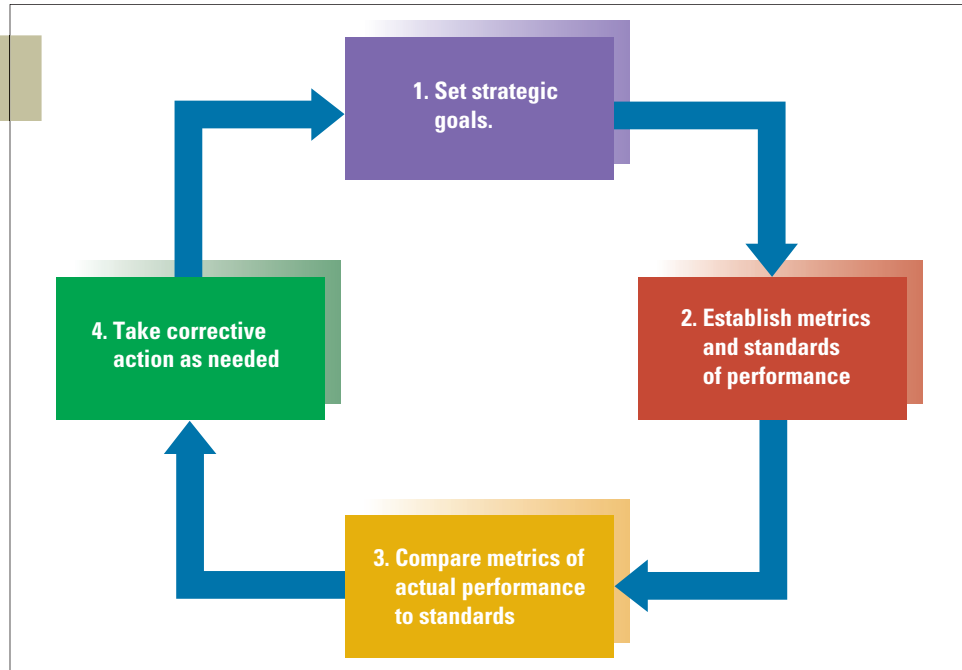 1. Set strategic
goals.
2. Establish metrics
and standards
of performance
3. Compare metrics of
actual performance
to standards
4. Take corrective
action as needed